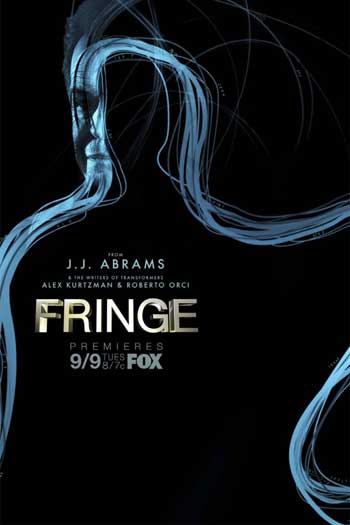 FROM
J.J. ABRAMS
& THE WRITERS OF TRANSFORMERS
ALEX KURTZMAN & ROBERTO ORCI
FRINGE
PREMIERES
9/9 TUES 8/7c FOX